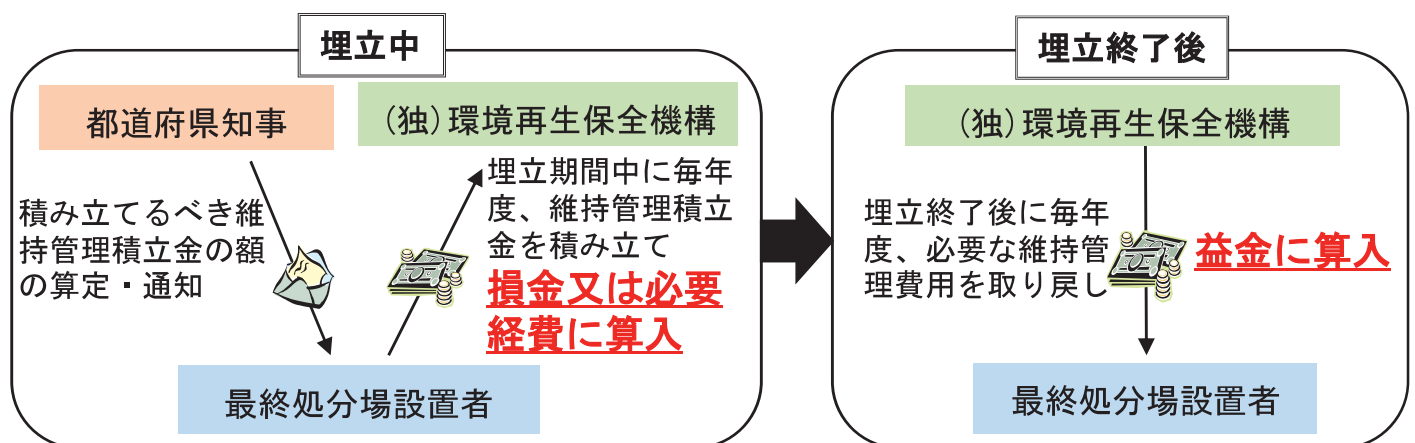 埋立中
都道府県知事
(独)環境再生保全機構
積み立てるべき維
持管理積立金の額
の算定・通知
埋立期間中に毎年
度、維持管理積立
金を積み立て
損金又は必要
経費に算入
最終処分場設置者
埋立終了後
(独)環境再生保全機構
埋立終了後に毎年
度、必要な維持管
理費用を取り戻し
益金に算入
最終処分場設置者